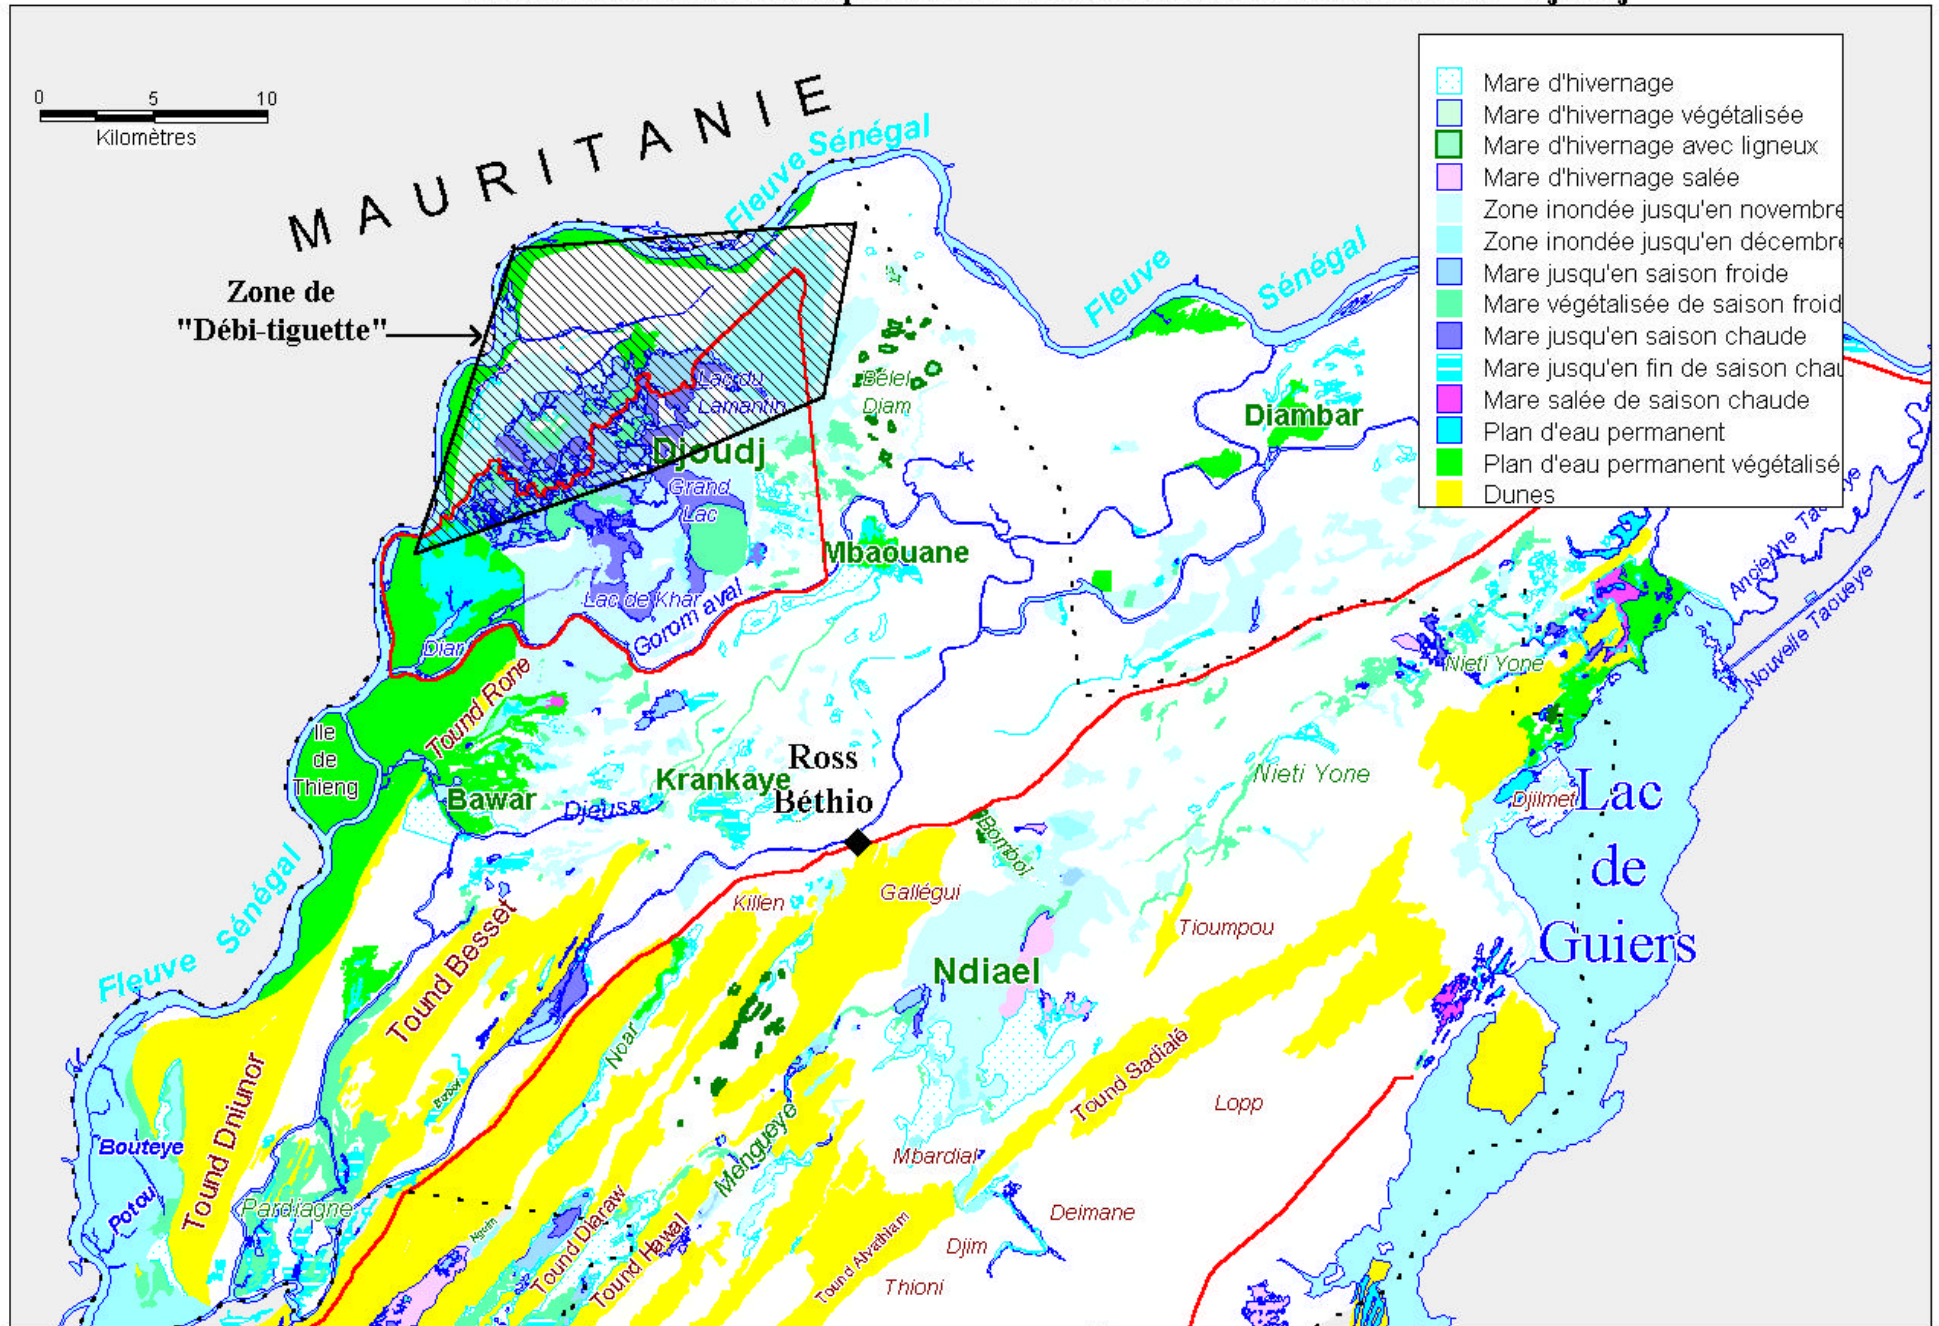 0 5 10
Kilomètres
MAURITANIE
Fleuve Sénégal
Zone de
"Débi-tiguette"
Fleuve Sénégal
Mare d'hivernage
Mare d'hivernage végétalisée
Mare d'hivernage avec ligneux
Mare d'hivernage salée
Zone inondée jusqu'en novembre
Zone inondée jusqu'en décembre
Mare jusqu'en saison froide
Mare végétalisée de saison froid
Mare jusqu'en saison chaude
Mare jusqu'en fin de saison chau
Mare salée de saison chaude
Plan d'eau permanent
Plan d'eau permanent végétalisé
Dunes
Lac du
Lamantin
Bélel
Diam
Diambar
Djoudj
Grand
Lac
Mbaouane
Lac de Khar
Gorom aval
Diar
Ancienne
Nouvelle Taoueye
Nieti Yone
Tound Rone
Ile
de
Thieng
Bawar
Djeuss
Krankaye
Ross
Béthio
Nieti Yone
Djilmet
Lac
de
Guiers
Bombol
Killen
Gallégui
Tioumpou
Fleuve Sénégal
Tound Besset
Ndiael
Noar
Tound Sadialé
Lopp
Tound Dniunor
Bouteye
Potou
Pardiagne
Mengueye
Mbardial
Deimane
Djim
Thioni
Tound Diaraw
Tound Hawal
Tound Alvathiam